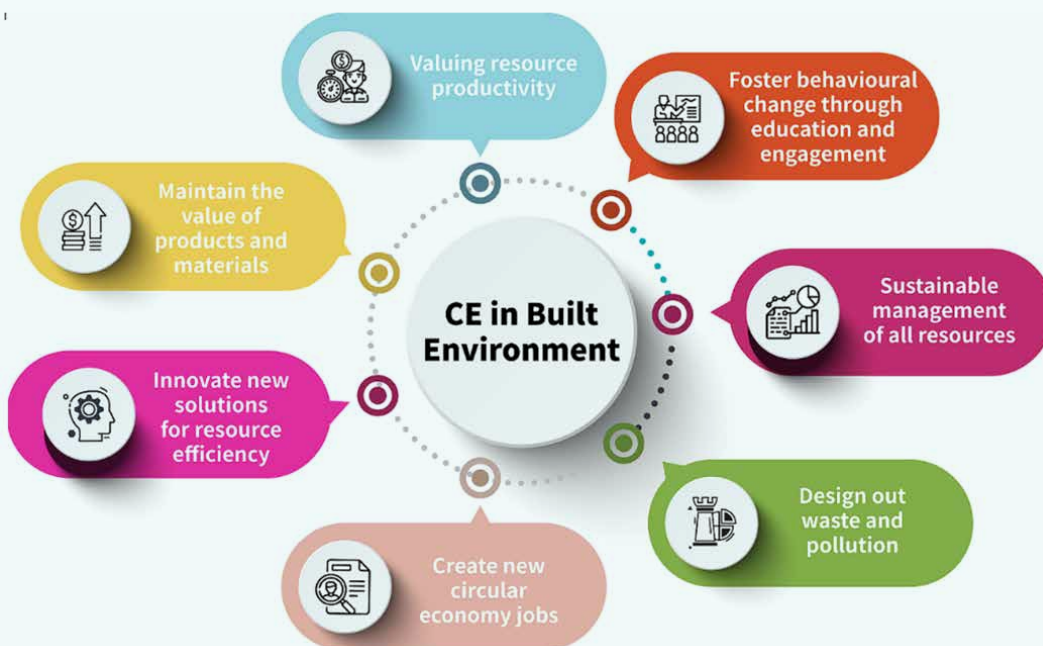 Valuing resource
productivity
Foster behavioural
change through
education and
engagement
Sustainable
management
of all resources
Design out
waste and
pollution
Create new
circular
economy jobs
Innovate new
solutions
for resource
efficiency
Maintain the
value of
products and
materials
CE in Built
Environment